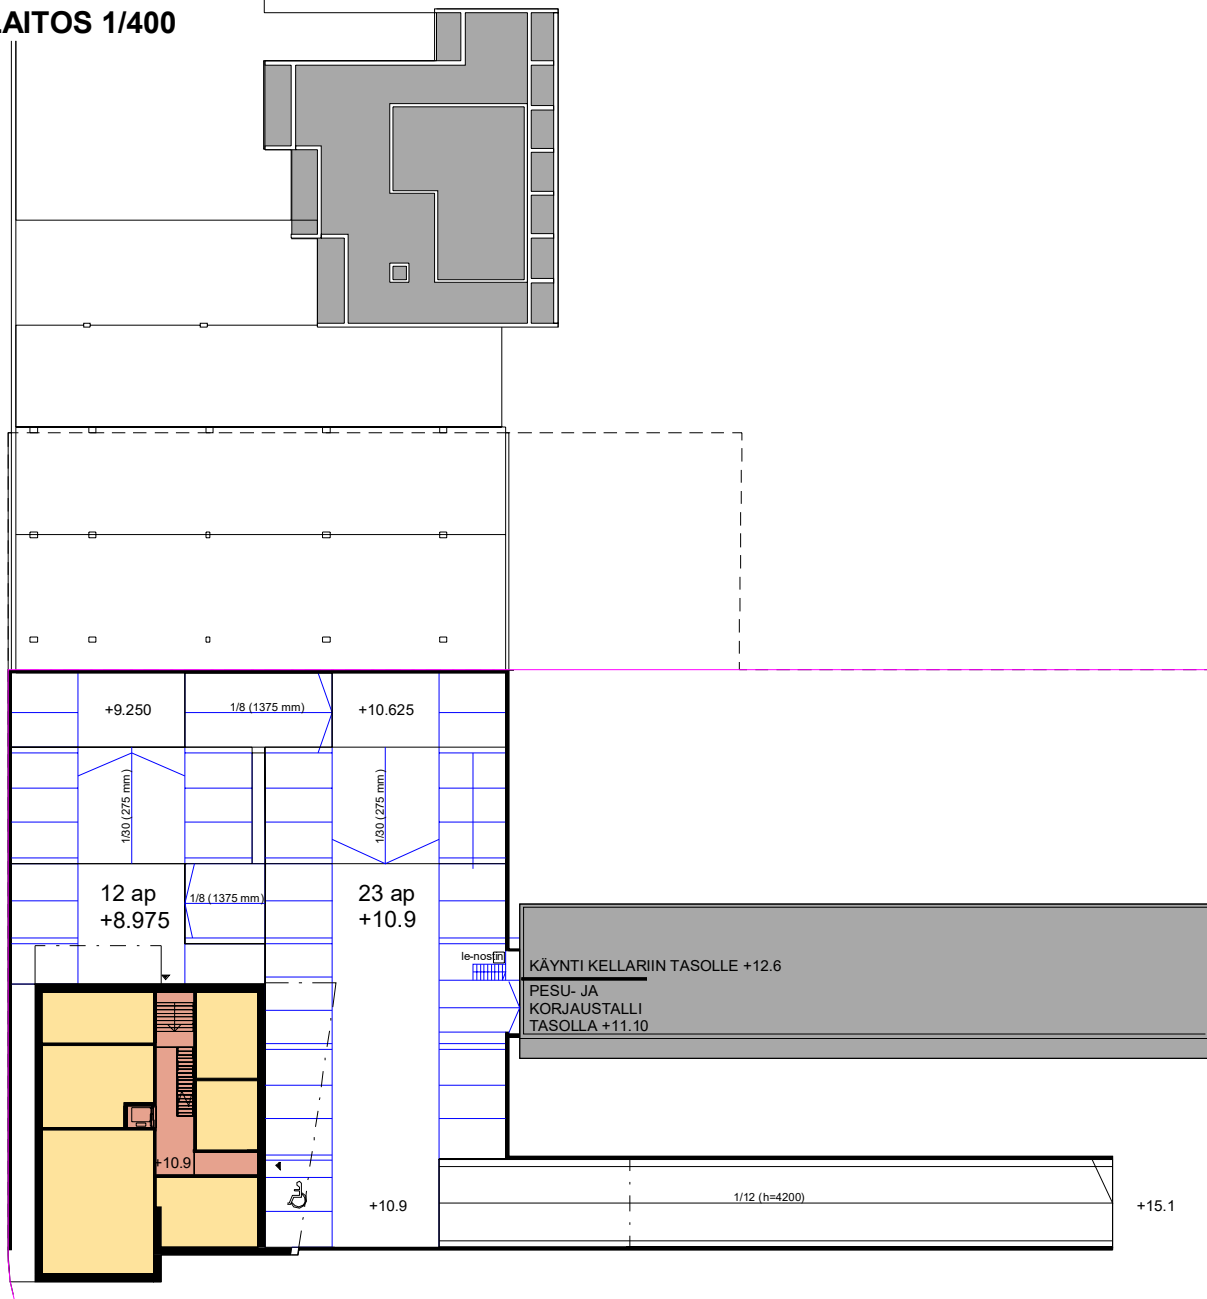 LAITOS 1/400
+9.250
1/8 (1375 mm)
+10.625
1/30 (275 mm)
1/30 (275 mm)
12 ap
+8.975
1/8 (1375 mm)
23 ap
+10.9
le-nostin
KÄYNTI KELLARIIN TASOLLE +12.6
PESU- JA
KORJAUSTALLI
TASOLLA +11.10
+10.9
+10.9
1/12 (h=4200)
+15.1